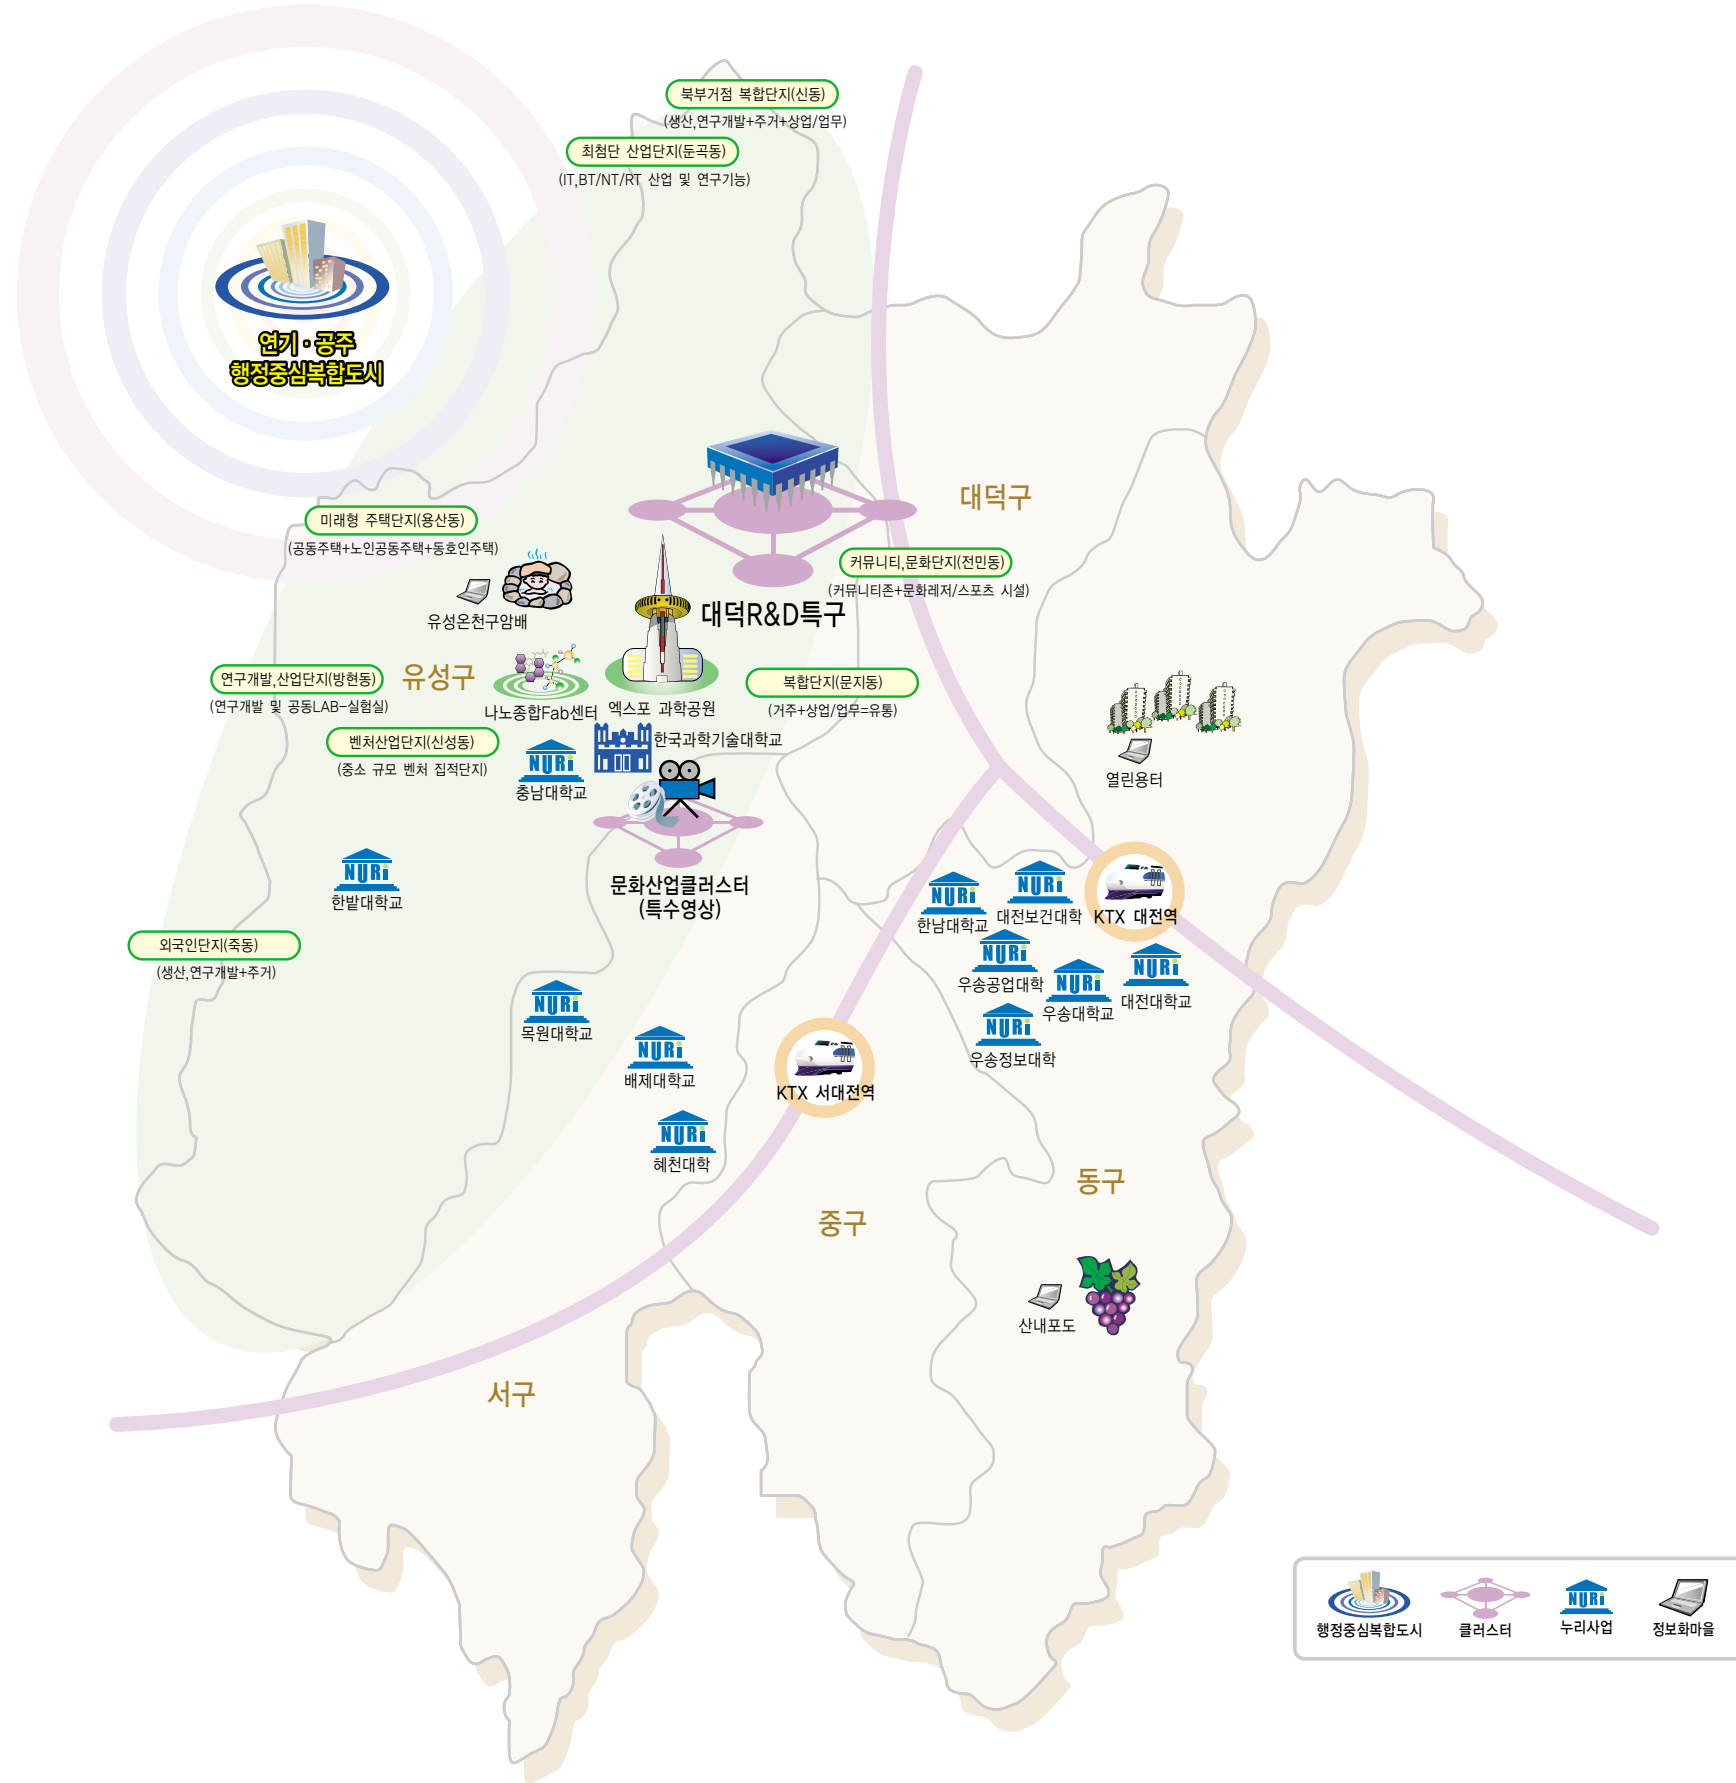 북부거점 복합단지(신동)
(생산,연구개발+주거+상업/업무)
최첨단 산업단지(둔곡동)
(IT,BT/NT/RT 산업 및 연구기능)
연기·공주
행정중심복합도시
대덕구
미래형 주택단지(용산동)
(공동주택+노인공동주택+동호인주택)
커뮤니티,문화단지(전민동)
(커뮤니티존+문화레저/스포츠 시설)
유성온천구암배
대덕R&D특구
연구개발,산업단지(방현동)
(연구개발 및 공동LAB-실험실)
유성구
나노종합Fab센터
엑스포 과학공원
복합단지(문지동)
(거주+상업/업무=유통)
벤처산업단지(신성동)
(중소 규모 벤처 집적단지)
NURi
충남대학교
한국과학기술대학교
열린용터
문화산업클러스터
(특수영상)
NURi
한밭대학교
NURi
한남대학교
NURi
대전보건대학
KTX 대전역
외국인단지(죽동)
(생산,연구개발+주거)
NURi
우송공업대학
NURi
우송대학교
NURi
대전대학교
NURi
목원대학교
NURi
우송정보대학
NURi
배제대학교
KTX 서대전역
NURi
혜천대학
동구
중구
산내포도
서구
행정중심복합도시
클러스터
NURi
누리사업
정보화마을